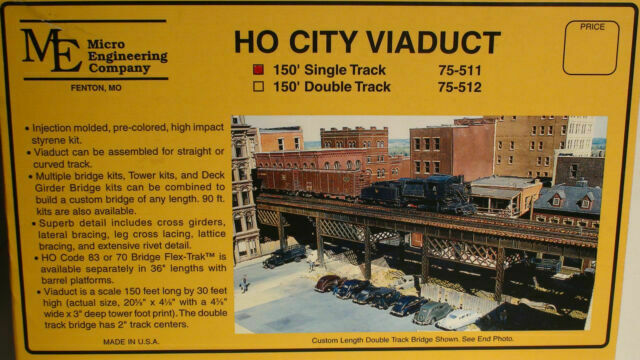 ME Micro
Engineering
Company
FENTON, MO
HO CITY VIADUCT
150' Single Track 75-511
150' Double Track 75-512
PRICE
• Injection molded, pre-colored, high impact
styrene kit.
• Viaduct can be assembled for straight or
curved track.
• Multiple bridge kits, Tower kits, and Deck
Girder Bridge kits can be combined to
build a custom bridge of any length. 90 ft.
kits are also available.
• Superb detail includes cross girders,
lateral bracing, leg cross lacing, lattice
bracing, and extensive rivet detail.
• HO Code 83 or 70 Bridge Flex-Trak™ is
available separately in 36" lengths with
barrel platforms.
• Viaduct is a scale 150 feet long by 30 feet
high (actual size, 20⅝" x 4⅛" with a 4⅛"
wide x 3" deep tower foot print). The double
track bridge has 2" track centers.
MADE IN U.S.A.
Custom Length Double Track Bridge Shown. See End Photo.